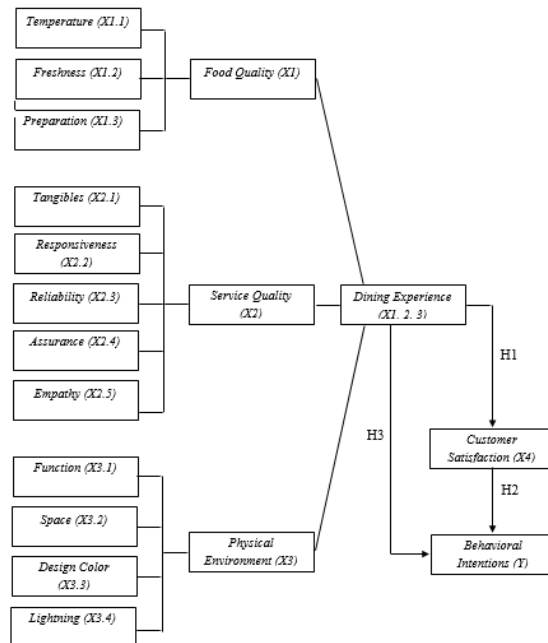 Temperature (X1.1)
Freshness (X1.2)
Food Quality (X1)
Preparation (X1.3)
Tangibles (X2.1)
Responsiveness
(X2.2)
Reliability (X2.3)
Service Quality
(X2)
Dining Experience
(X1, 2, 3)
Assurance (X2.4)
Empathy (X2.5)
H1
H3
Customer
Satisfaction (X4)
H2
Function (X3.1)
Space (X3.2)
Physical
Environment (X3)
Behavioral
Intentions (Y)
Design Color
(X3.3)
Lightning (X3.4)